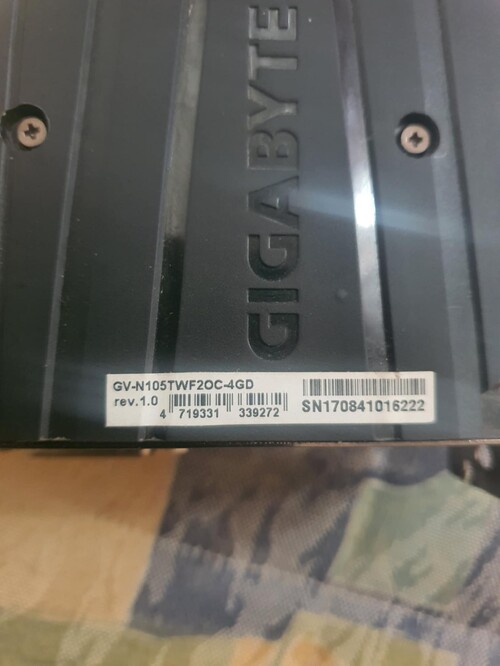 GIGABYTE
GV-N105TWF2OC-4GD
rev.1.0
4 719331 339272
SN170841016222